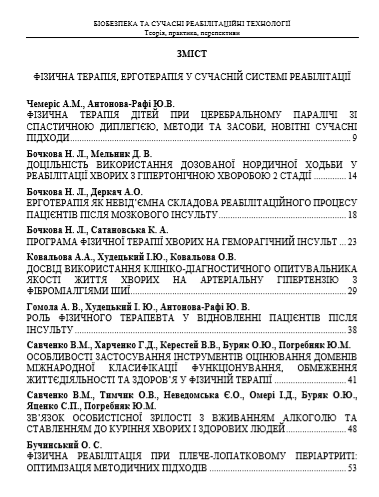 БІОБЕЗПЕКА ТА СУЧАСНІ РЕАБІЛІТАЦІЙНІ ТЕХНОЛОГІЇ
Теорія, практика, перспективи
ЗМІСТ
ФІЗИЧНА ТЕРАПІЯ, ЕРГОТЕРАПІЯ У СУЧАСНІЙ СИСТЕМІ РЕАБІЛІТАЦІЇ
Чемеріс А.М., Антонова-Рафі Ю.В.
ФІЗИЧНА ТЕРАПІЯ ДІТЕЙ ПРИ ЦЕРЕБРАЛЬНОМУ ПАРАЛІЧІ ЗІ
СПАСТИЧНОЮ ДИПЛЕГІЄЮ, МЕТОДИ ТА ЗАСОБИ, НОВІТНІ СУЧАСНІ
ПІДХОДИ 9
Бочкова Н. Л., Мельник Д. В.
ДОЦІЛЬНІСТЬ ВИКОРИСТАННЯ ДОЗОВАНОЇ НОРДИЧНОЇ ХОДЬБИ У
РЕАБІЛІТАЦІЇ ХВОРИХ З ГІПЕРТОНІЧНОЮ ХВОРОБОЮ 2 СТАДІЇ 14
Бочкова Н. Л., Деркач А.О.
ЕРГОТЕРАПІЯ ЯК НЕВІД’ЄМНА СКЛАДОВА РЕАБІЛІТАЦІЙНОГО ПРОЦЕСУ
ПАЦІЄНТІВ ПІСЛЯ МОЗКОВОГО ІНСУЛЬТУ 18
Бочкова Н. Л., Сатановська К. А.
ПРОГРАМА ФІЗИЧНОЇ ТЕРАПІЇ ХВОРИХ НА ГЕМОРАГІЧНИЙ ІНСУЛЬТ ... 23
Ковальова А.А., Худецький І.Ю., Ковальова О.В.
ДОСВІД ВИКОРИСТАННЯ КЛІНІКО-ДІАГНОСТИЧНОГО ОПИТУВАЛЬНИКА
ЯКОСТІ ЖИТТЯ ХВОРИХ НА АРТЕРІАЛЬНУ ГІПЕРТЕНЗІЮ З
ФІБРОМІАЛГІЯМИ ШИЇ 29
Гомола А. В., Худецький І. Ю., Антонова-Рафі Ю. В.
РОЛЬ ФІЗИЧНОГО ТЕРАПЕВТА У ВІДНОВЛЕННІ ПАЦІЄНТІВ ПІСЛЯ
ІНСУЛЬТУ 38
Савченко В.М., Харченко Г.Д., Керестей В.В., Буряк О.Ю., Погребняк Ю.М.
ОСОБЛИВОСТІ ЗАСТОСУВАННЯ ІНСТРУМЕНТІВ ОЦІНЮВАННЯ ДОМЕНІВ
МІЖНАРОДНОЇ КЛАСИФІКАЦІЇ ФУНКЦІОНУВАННЯ, ОБМЕЖЕННЯ
ЖИТТЄДІЯЛЬНОСТІ ТА ЗДОРОВ’Я У ФІЗИЧНІЙ ТЕРАПІЇ 41
Савченко В.М., Тимчик О.В., Неведомська Є.О., Омері І.Д., Буряк О.Ю.,
Яценко С.П., Погребняк Ю.М.
ЗВ’ЯЗОК ОСОБИСТІСНОЇ ЗРІЛОСТІ З ВЖИВАННЯМ АЛКОГОЛЮ ТА
СТАВЛЕННЯМ ДО КУРІННЯ ХВОРИХ І ЗДОРОВИХ ЛЮДЕЙ 48
Бучинський О. С.
ФІЗИЧНА РЕАБІЛІТАЦІЯ ПРИ ПЛЕЧЕ-ЛОПАТКОВОМУ ПЕРІАРТРИТІ:
ОПТИМІЗАЦІЯ МЕТОДИЧНИХ ПІДХОДІВ 53